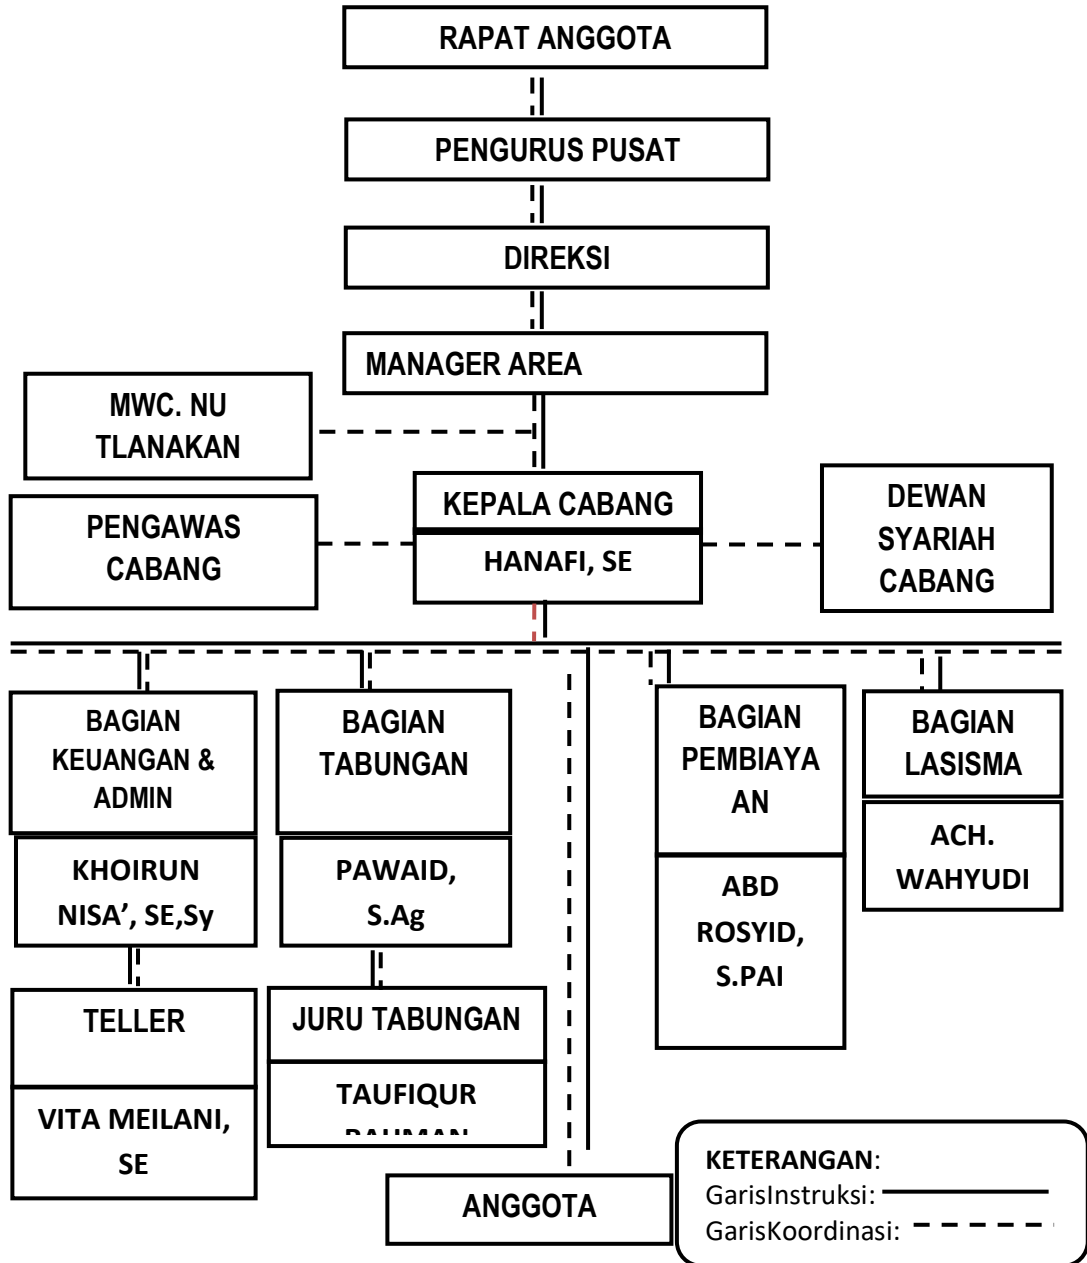 RAPAT ANGGOTA
PENGURUS PUSAT
DIREKSI
MANAGER AREA
MWC. NU
TLANAKAN
KEPALA CABANG
HANAFI, SE
PENGAWAS
CABANG
DEWAN
SYARIAH
CABANG
BAGIAN
KEUANGAN &
ADMIN
KHOIRUN
NISA’, SE,Sy
BAGIAN
TABUNGAN
PAWAID,
S.Ag
BAGIAN
PEMBIAYA
AN
ABD
ROSYID,
S.PAI
BAGIAN
LASISMA
ACH.
WAHYUDI
TELLER
VITA MEILANI,
SE
JURU TABUNGAN
TAUFIQUR
ANGGOTA
KETERANGAN:
GarisInstruksi:
GarisKoordinasi: